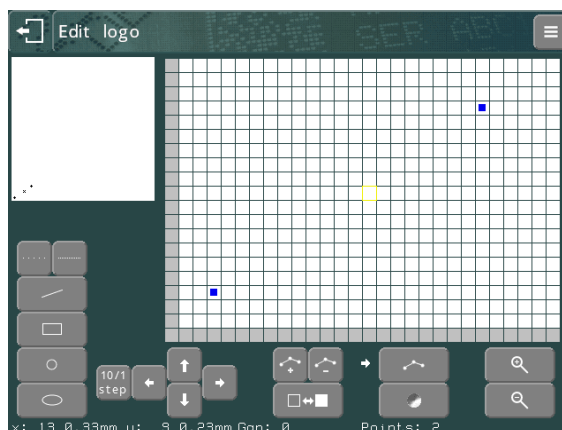 Edit logo
SER ABC
10/1
step
x: 13 0.33mm y: 9 0.23mm Gap: 0 Points: 2